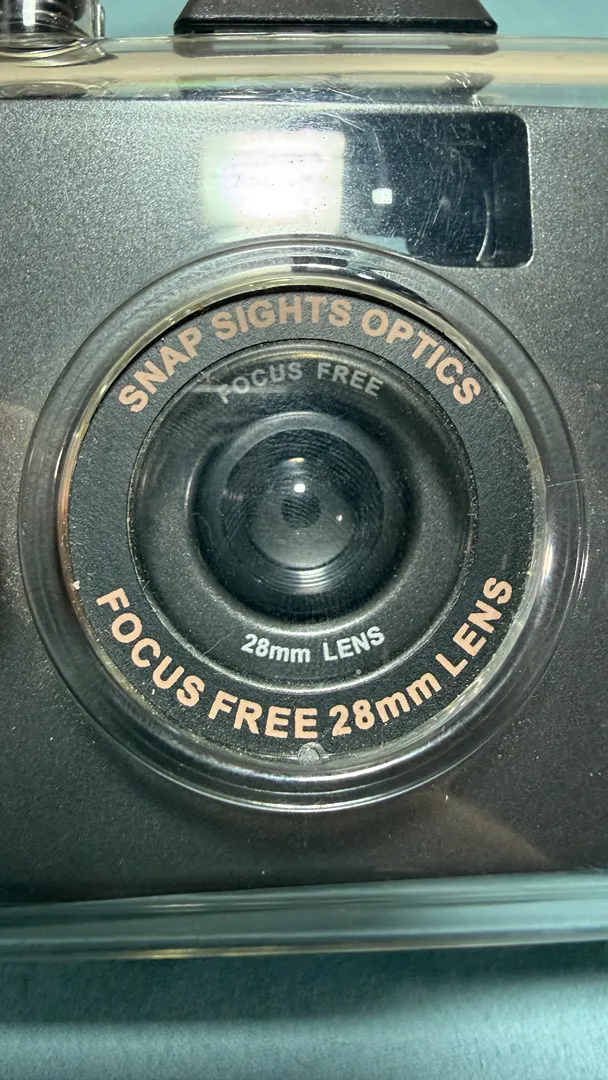 SNAP SIGHTS OPTICS
FOCUS FREE
28mm LENS
FOCUS FREE 28mm LENS